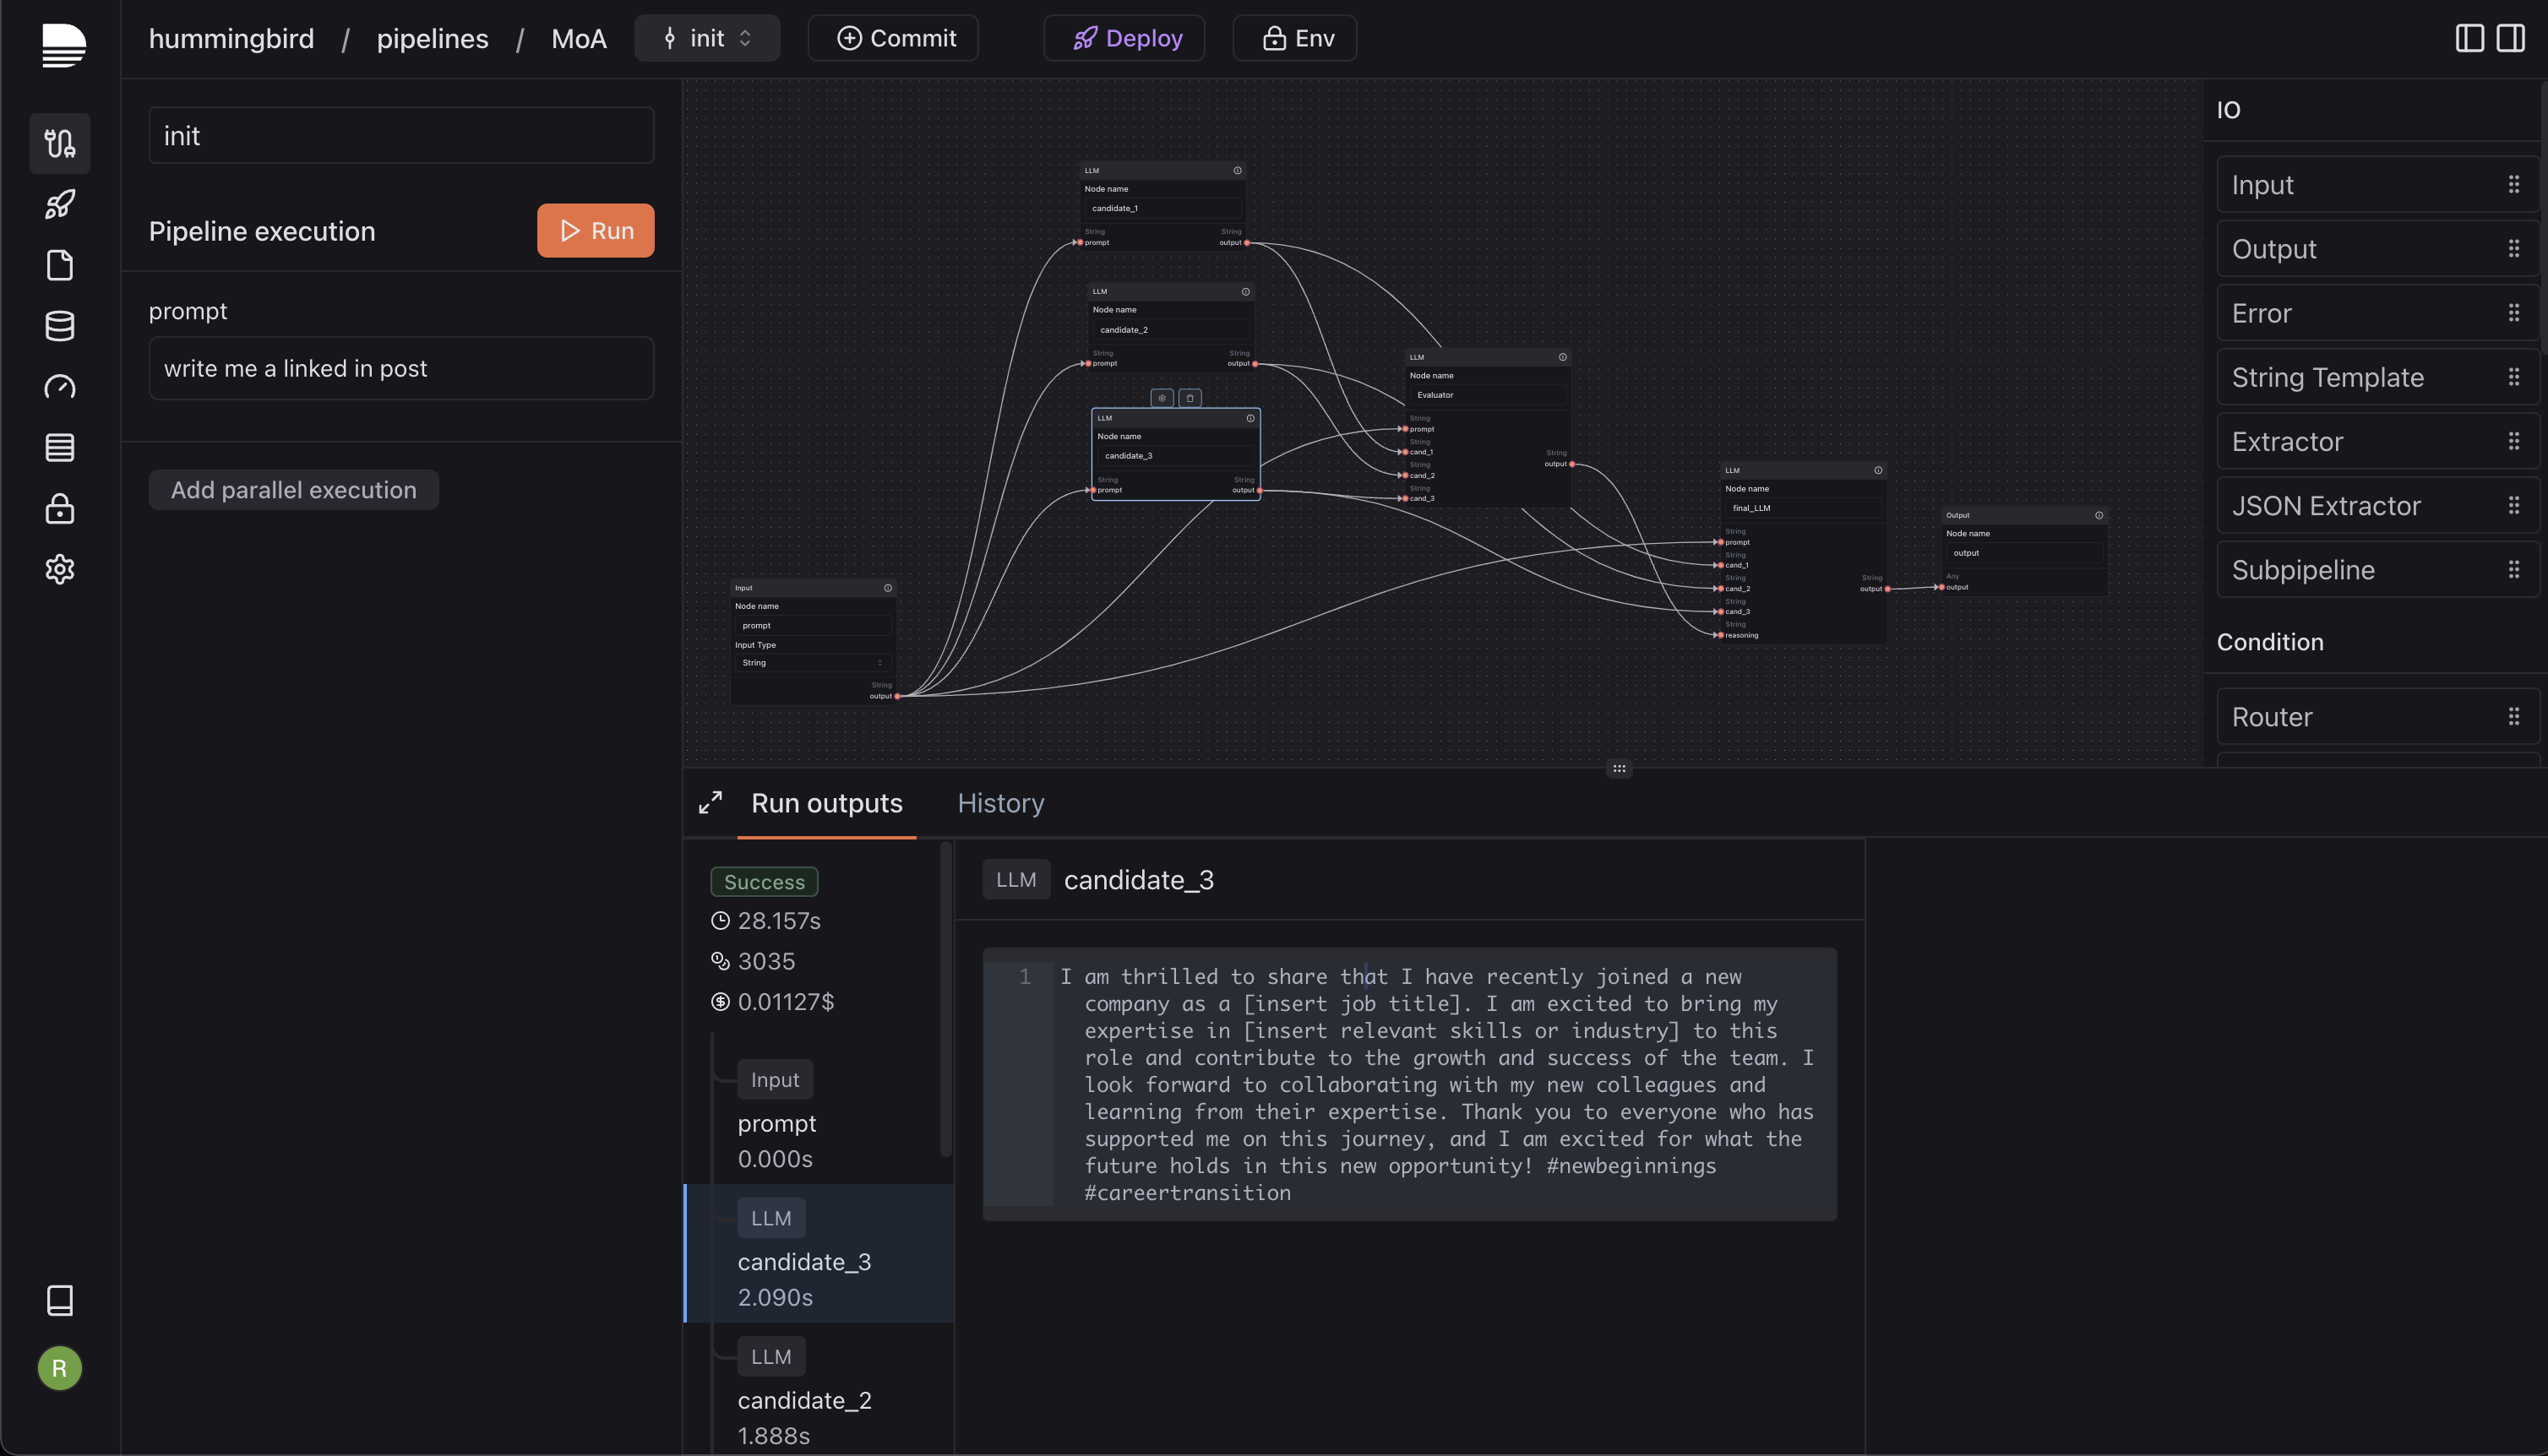 hummingbird / pipelines / MoA
init
Commit
Deploy
Env
init
Pipeline execution
Run
prompt
write me a linked in post
Add parallel execution
LLM
Node name
candidate_1
String String
prompt output
LLM
Node name
candidate_2
String String
prompt output
LLM
Node name
candidate_3
String String
prompt output
Input
Node name
prompt
Input Type
String
String
output
LLM
Node name
Evaluator
String
prompt
String
cand_1
String
cand_2
String
cand_3
String
output
LLM
Node name
final_LLM
String
prompt
String
cand_1
String
cand_2
String
cand_3
String
reasoning
String
output
Output
Node name
output
Any
output
IO
Input
Output
Error
String Template
Extractor
JSON Extractor
Subpipeline
Condition
Router
Run outputs
History
Success
28.157s
3035
0.01127$
Input
prompt
0.000s
LLM
candidate_3
2.090s
LLM
candidate_2
1.888s
LLM candidate_3
1 I am thrilled to share that I have recently joined a new
company as a [insert job title]. I am excited to bring my
expertise in [insert relevant skills or industry] to this
role and contribute to the growth and success of the team. I
look forward to collaborating with my new colleagues and
learning from their expertise. Thank you to everyone who has
supported me on this journey, and I am excited for what the
future holds in this new opportunity! #newbeginnings
#careertransition
R